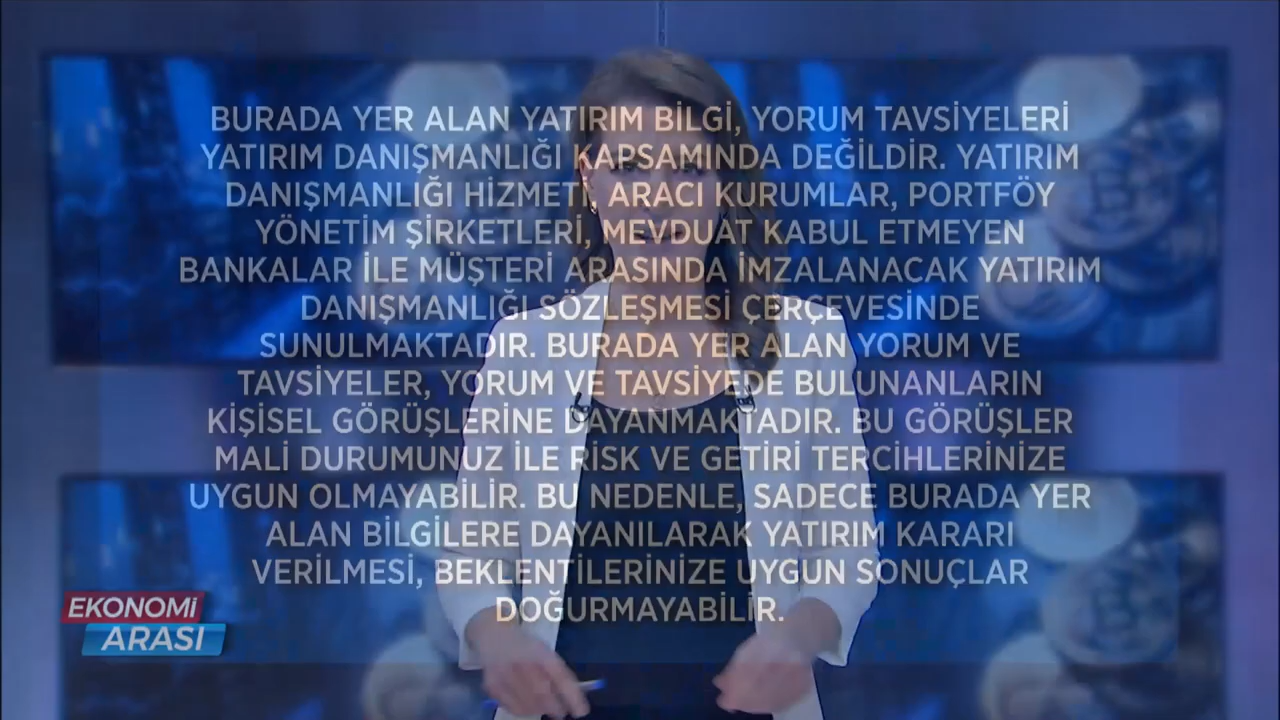 BURADA YER ALAN YATIRIM BİLGİ, YORUM TAVSİYELERİ
YATIRIM DANIŞMANLIĞI KAPSAMINDA DEĞİLDİR. YATIRIM
DANIŞMANLIĞI HİZMETİ, ARACI KURUMLAR, PORTFÖY
YÖNETİM ŞİRKETLERİ, MEVDUAT KABUL ETMEYEN
BANKALAR İLE MÜŞTERİ ARASINDA İMZALANACAK YATIRIM
DANIŞMANLIĞI SÖZLEŞMESİ ÇERÇEVESİNDE
SUNULMAKTADIR. BURADA YER ALAN YORUM VE
TAVSİYELER, YORUM VE TAVSİYEDE BULUNANLARIN
KİŞİSEL GÖRÜŞLERİNE DAYANMAKTADIR. BU GÖRÜŞLER
MALİ DURUMUNUZ İLE RİSK VE GETİRİ TERCİHLERİNİZE
UYGUN OLMAYABİLİR. BU NEDENLE, SADECE BURADA YER
ALAN BİLGİLERE DAYANILARAK YATIRIM KARARI
VERİLMESİ, BEKLENTİLERİNİZE UYGUN SONUÇLAR
DOĞURMAYABİLİR.
EKONOMİ
ARASI